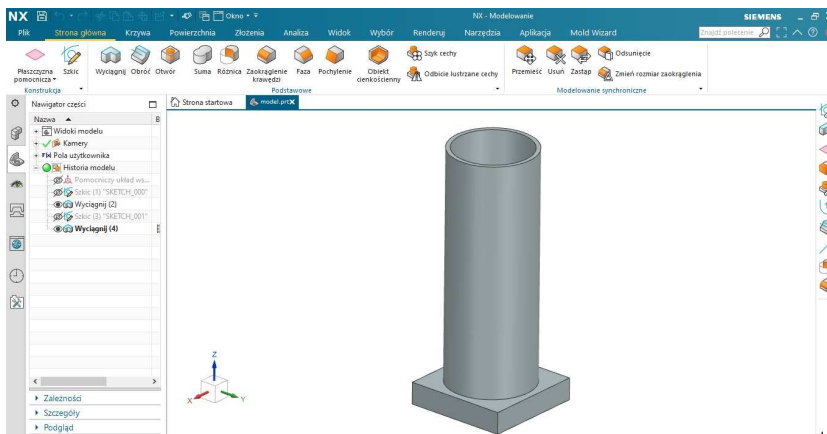 NX Okno NX - Modelowanie SIEMENS
Plik Strona główna Krzywa Powierzchnia Złożenia Analiza Widok Wybór Renderuj Narzędzia Aplikacja Mold Wizard Znajdź polecenie
Płaszczyzna pomocnicza
Szkic
Wyciągnij
Obróć
Otwór
Suma
Różnica
Zaokrąglenie krawędzi
Faza
Pochylenie
Obiekt cienkościenny
Szyk cechy
Odbicie lustrzane cechy
Przemieść
Usuń
Zastąp
Odsunięcie
Zmień rozmiar zaokrąglenia
Konstrukcja Podstawowe Modelowanie synchroniczne
Nawigator części
Strona startowa model.prt
Nazwa
Widoki modelu
Kamery
Pola użytkownika
Historia modelu
Pomocniczy układ ws...
Szkic (1) "SKETCH_000"
Wyciągnij (2)
Szkic (3) "SKETCH_001"
Wyciągnij (4)
Zależności
Szczegóły
Podgląd
Z
X
Y